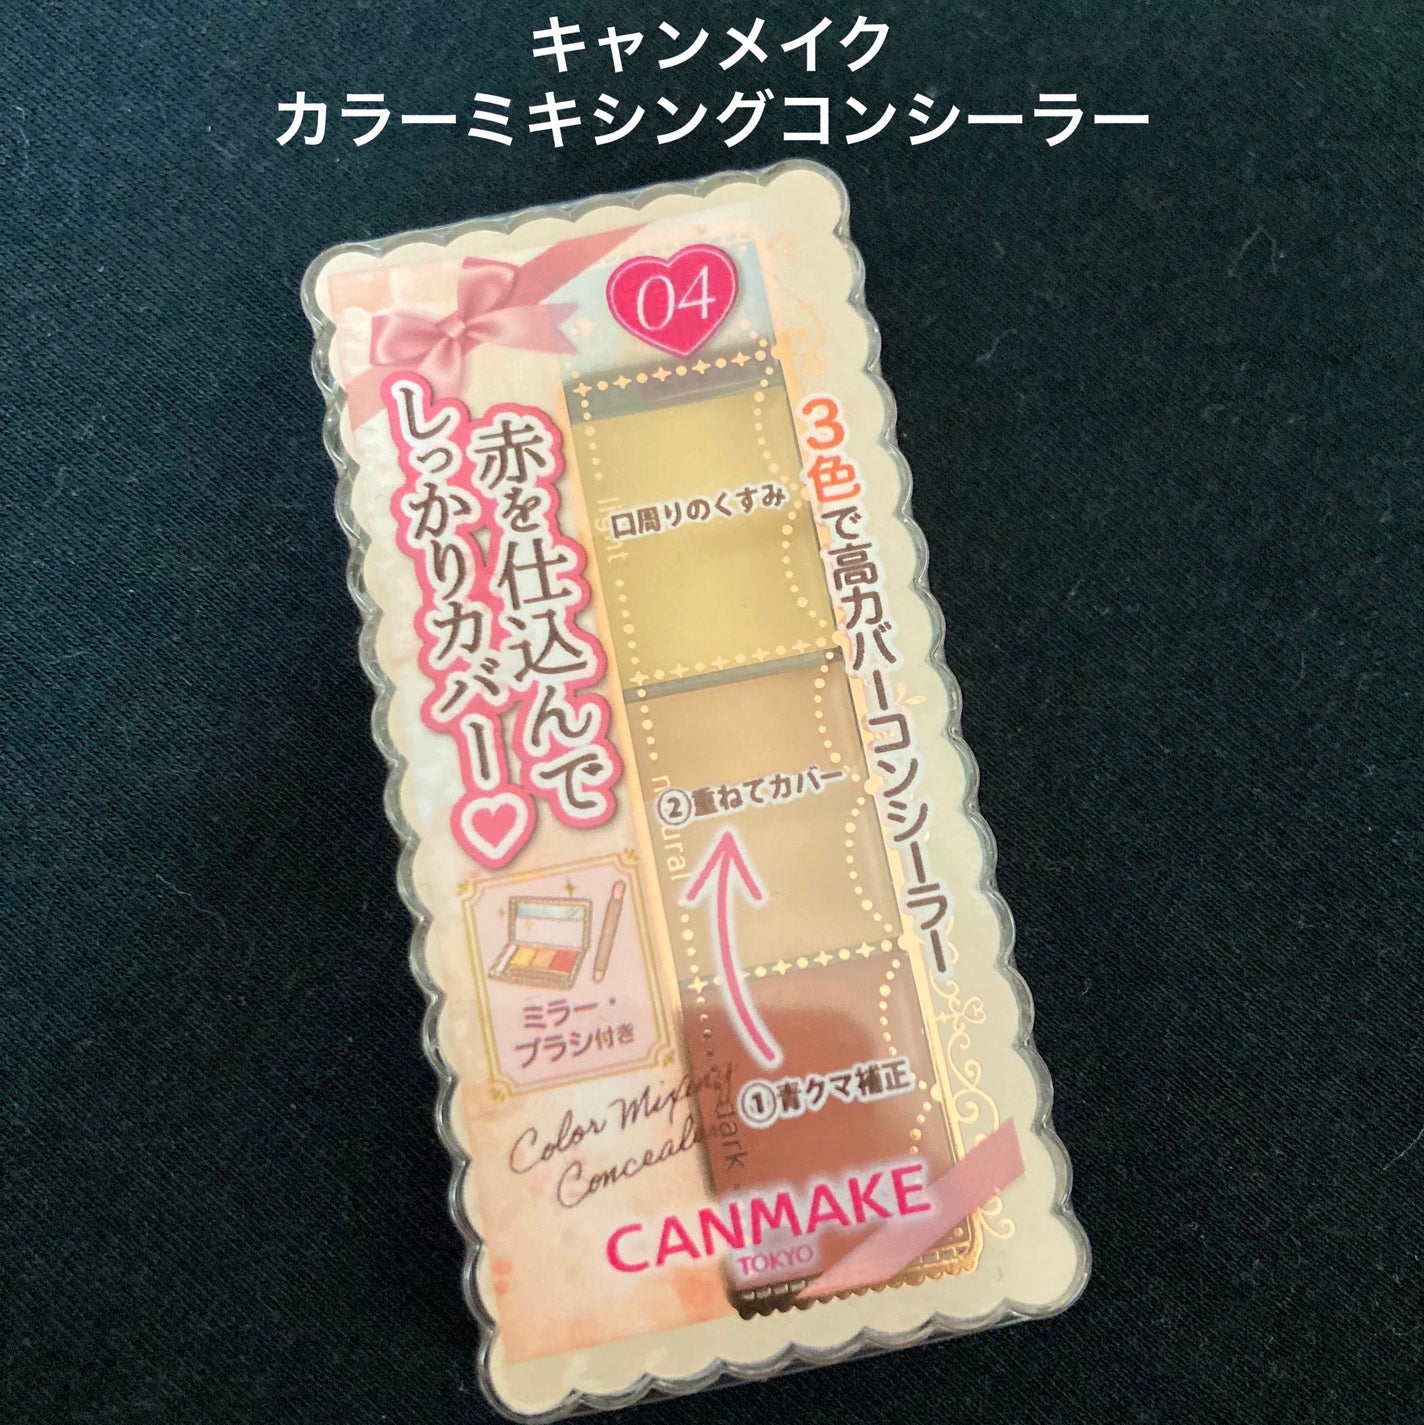 キャンメイク
カラーミキシングコンシーラー
04
赤を仕込んで
しっかりカバー♡
3色で高カバーコンシーラー
light
口周りのくすみ
natural
②重ねてカバー
dark
①青クマ補正
ミラー・
ブラシ付き
Color Mixing
Concealer
CANMAKE
TOKYO